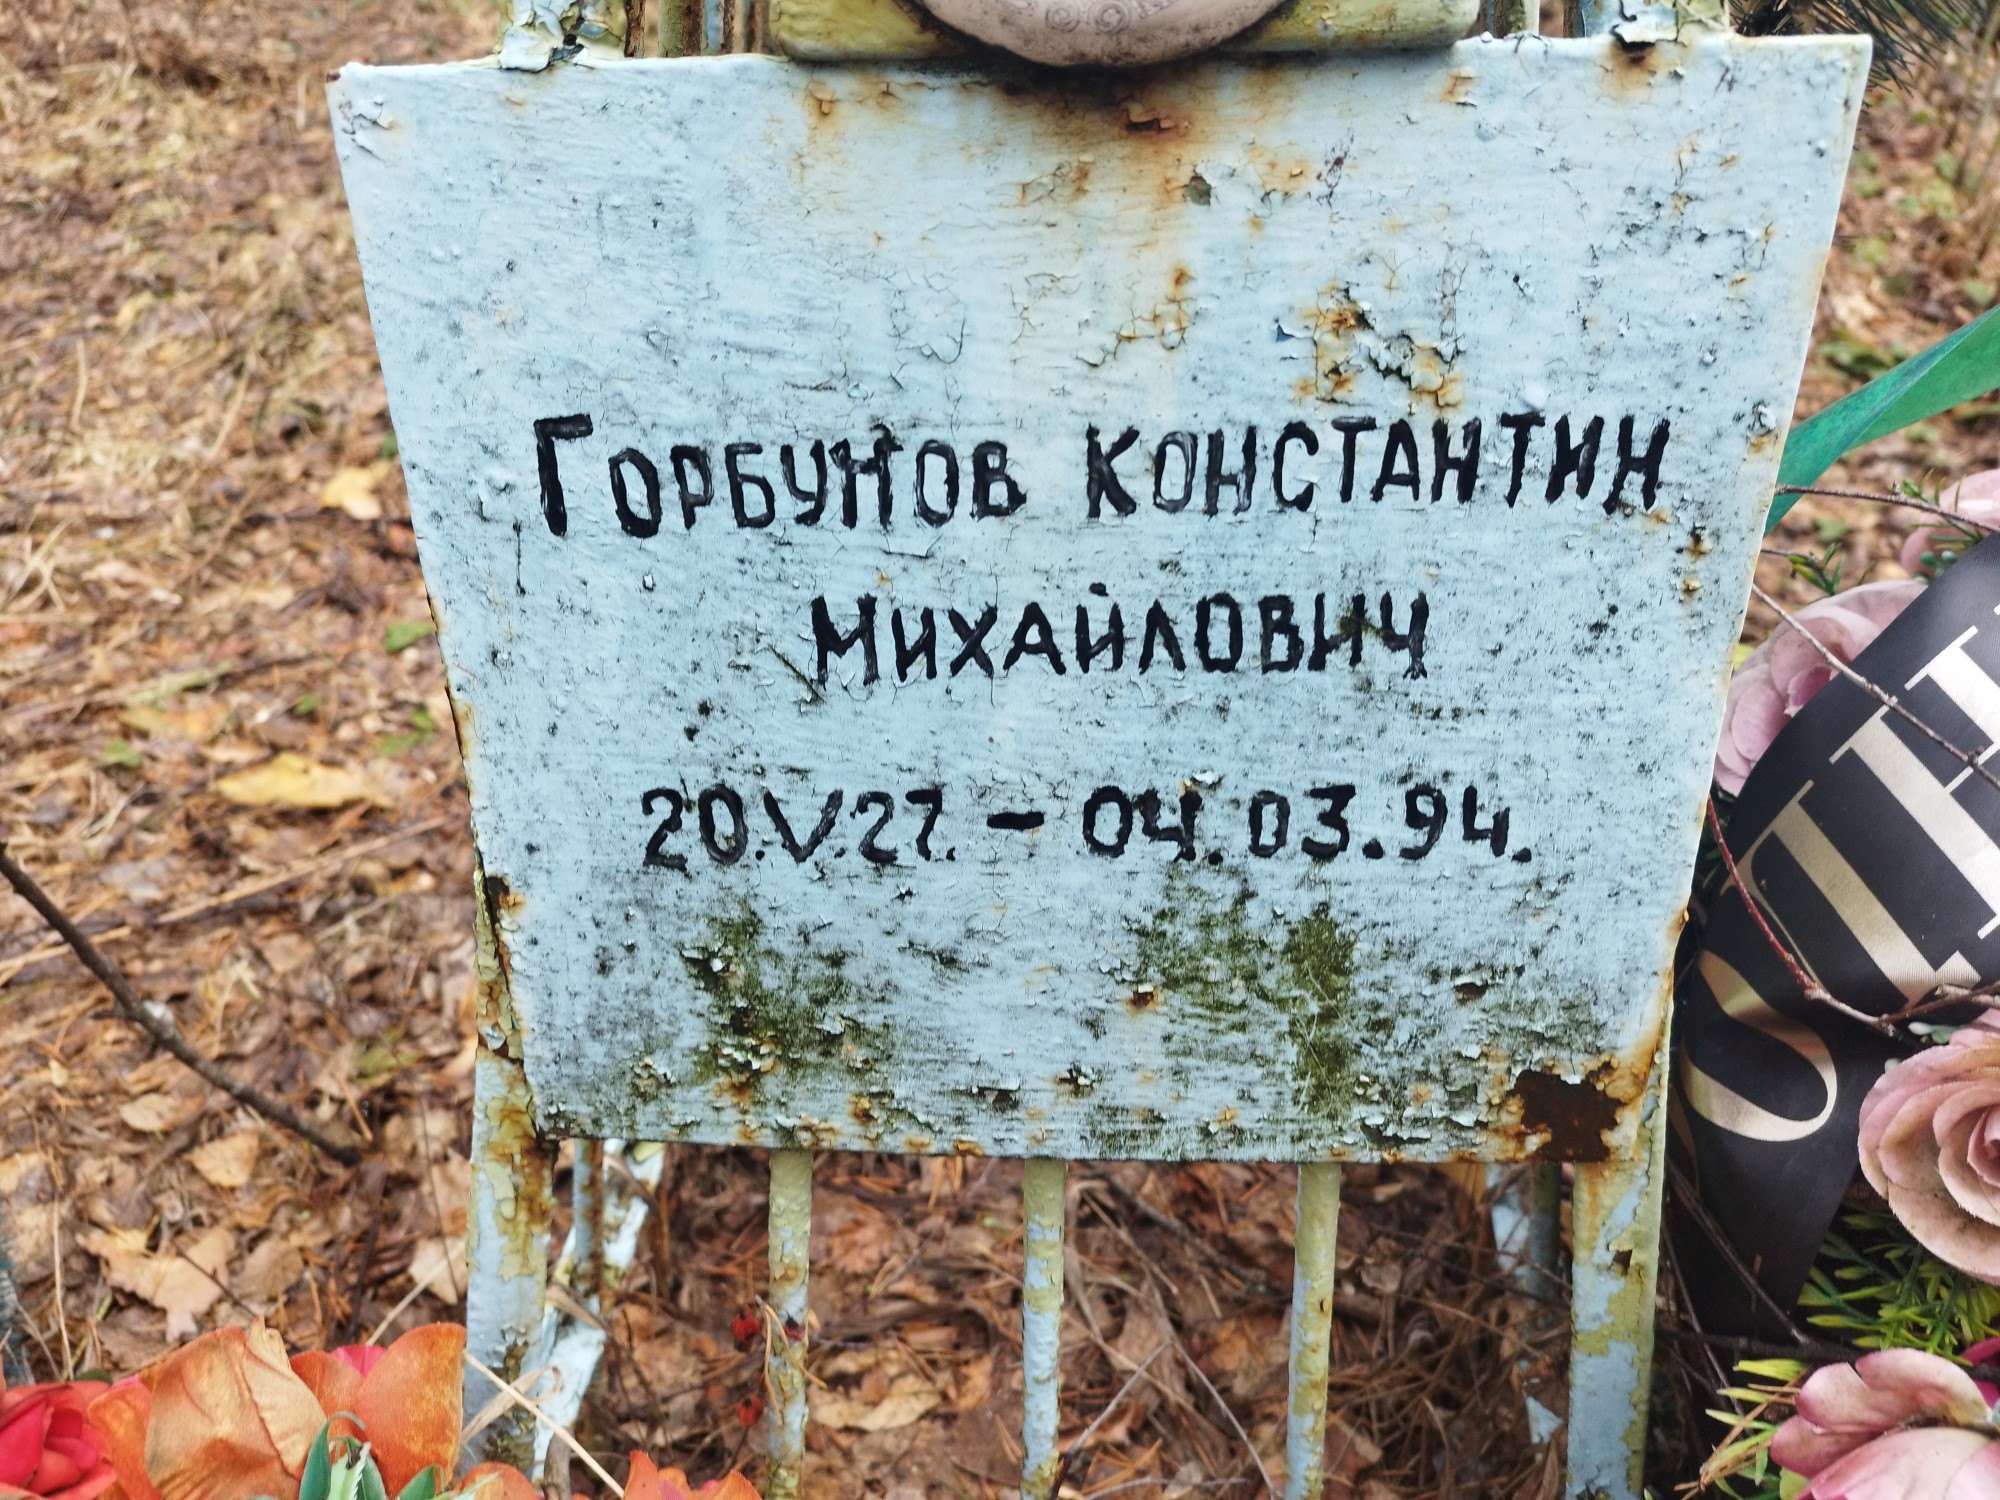 Горбунов Константин
Михайлович
20.V.27. - 04.03.94.